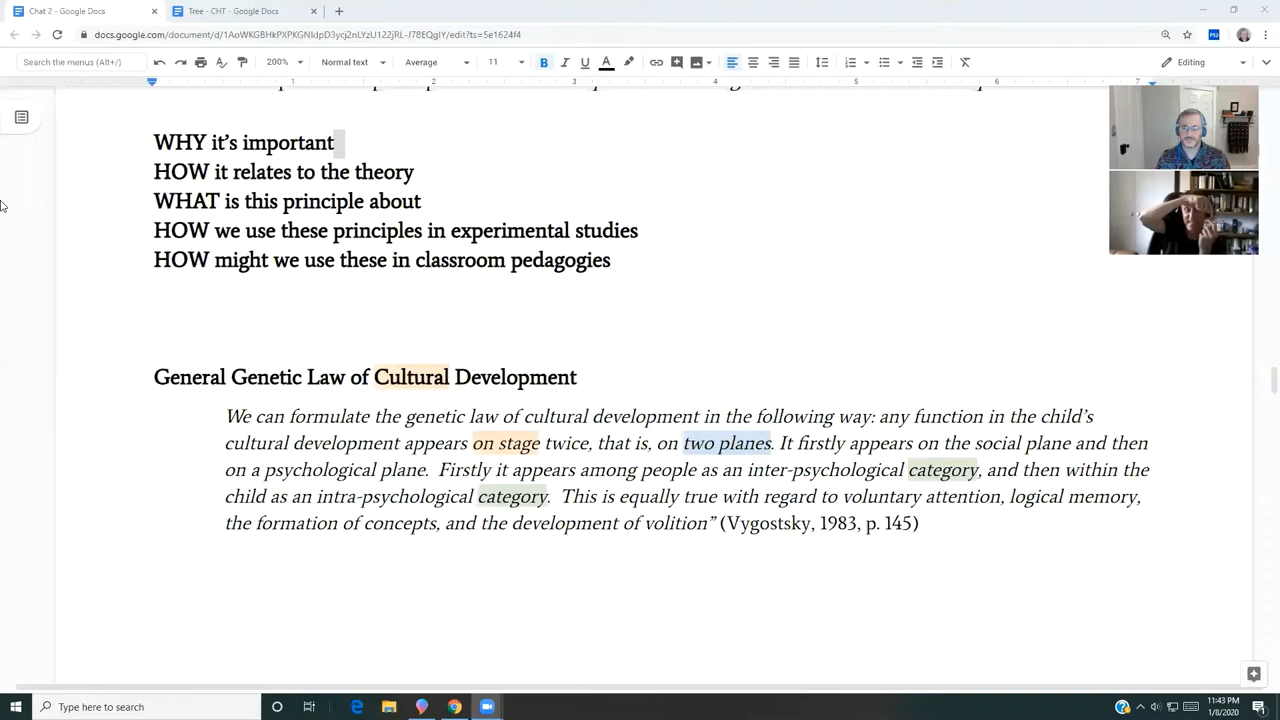 Chat 2 - Google Docs
Tree - CHT - Google Docs
docs.google.com/document/d/1AoWKGBHkPXPKGNIdpD3ycj2nLYzU122jRL-J78EQgIY/edit?ts=5e1624f4
Search the menus (Alt+/)
200%
Normal text
Average
11
B I U A
Editing
1 2 3 4 5 6 7
WHY it's important
HOW it relates to the theory
WHAT is this principle about
HOW we use these principles in experimental studies
HOW might we use these in classroom pedagogies
General Genetic Law of Cultural Development
We can formulate the genetic law of cultural development in the following way: any function in the child's
cultural development appears on stage twice, that is, on two planes. It firstly appears on the social plane and then
on a psychological plane. Firstly it appears among people as an inter-psychological category, and then within the
child as an intra-psychological category. This is equally true with regard to voluntary attention, logical memory,
the formation of concepts, and the development of volition” (Vygostsky, 1983, p. 145)
Type here to search
11:43 PM
1/8/2020